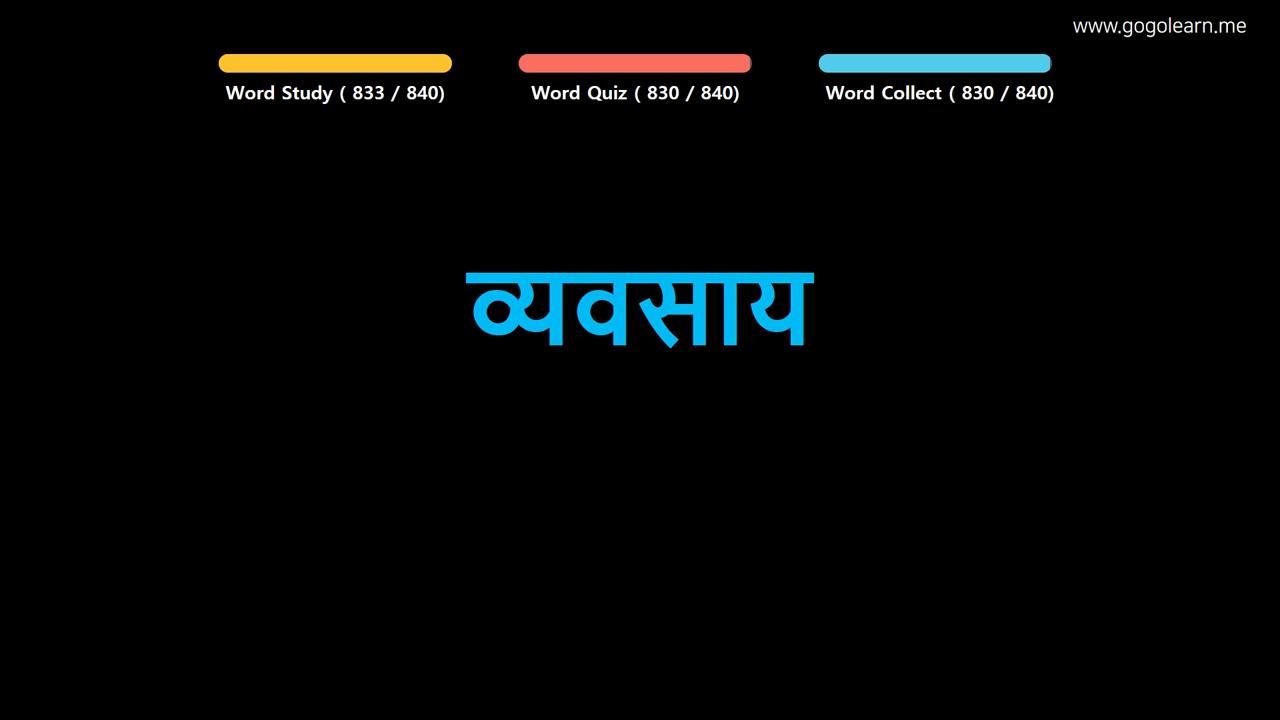 www.gogolearn.me
Word Study ( 833 / 840)
Word Quiz ( 830 / 840)
Word Collect ( 830 / 840)
व्यवसाय